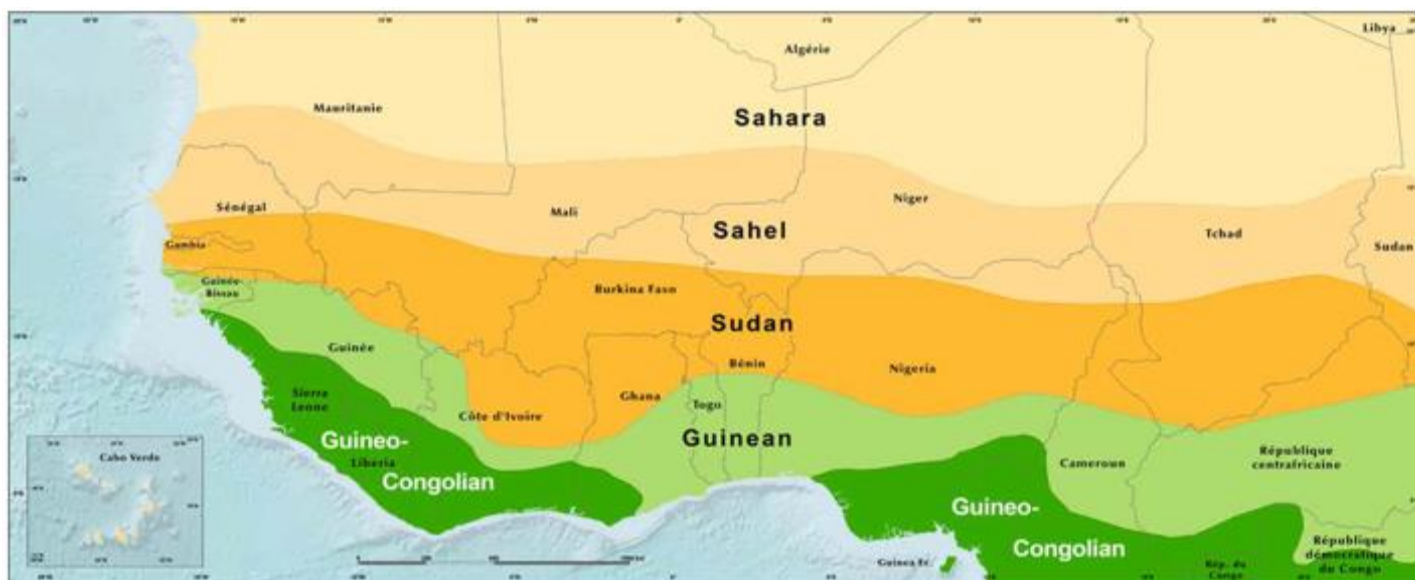 Libya
Algérie
Mauritanie
Sahara
Sénégal
Mali
Niger
Sahel
Tchad
Gambia
Sudan
Guinée-
Bissau
Burkina Faso
Sudan
Guinée
Bénin
Nigeria
Sierra
Leone
Côte d'Ivoire
Ghana
Togo
Guineo-
Congolian
Liberia
Guinean
Cabo Verde
Cameroun
République
centrafricaine
Guineo-
Congolian
Guinea Ec.
Rép. du
Congo
République
démocratique
du Congo